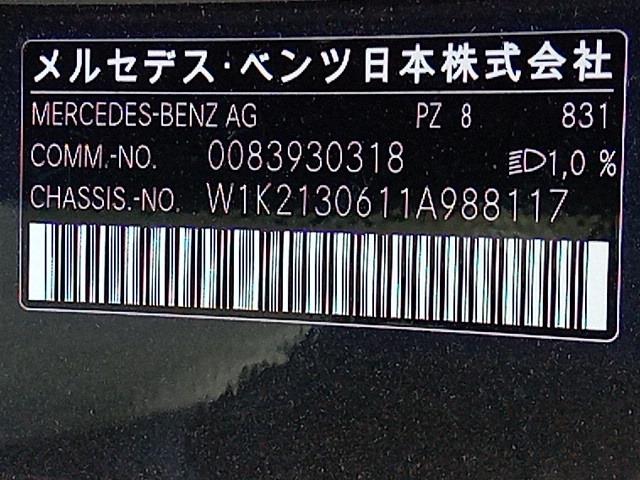 メルセデス・ベンツ日本株式会社
MERCEDES-BENZ AG PZ 8 831
COMM.-NO. 0083930318 1,0 %
CHASSIS.-NO. W1K2130611A988117